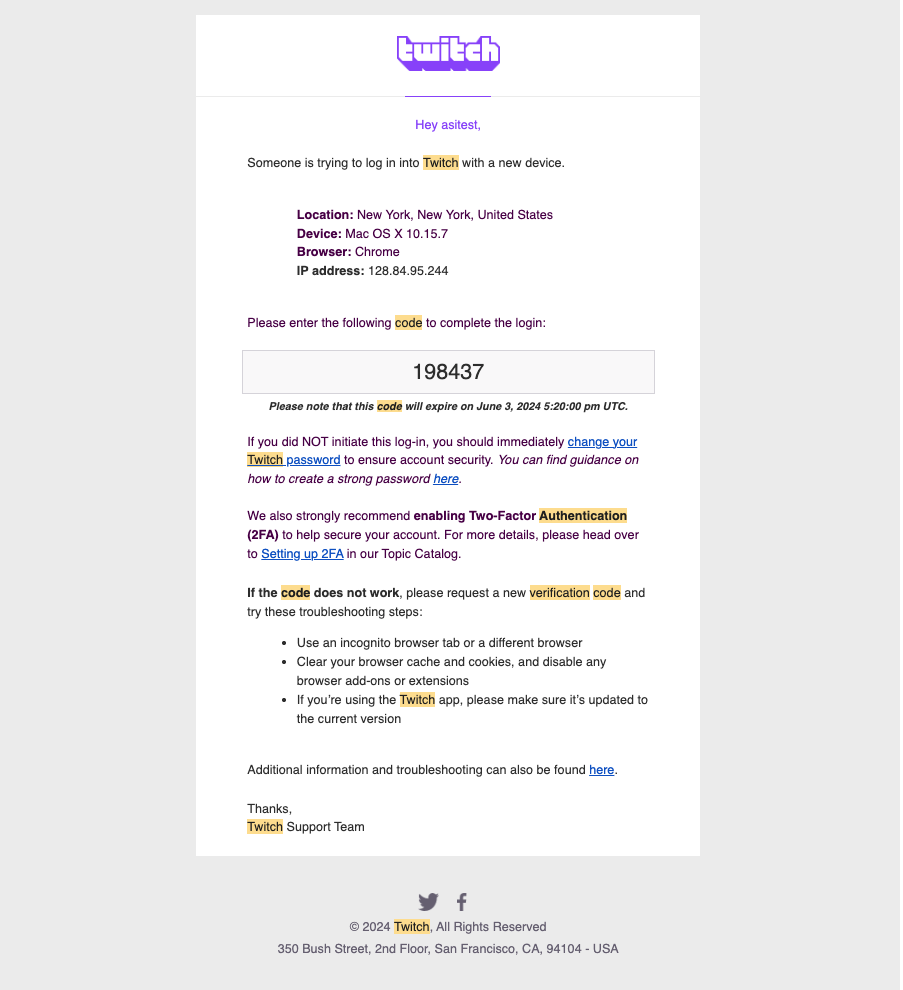 twitch
Hey asitest,
Someone is trying to log in into Twitch with a new device.
Location: New York, New York, United States
Device: Mac OS X 10.15.7
Browser: Chrome
IP address: 128.84.95.244
Please enter the following code to complete the login:
198437
Please note that this code will expire on June 3, 2024 5:20:00 pm UTC.
If you did NOT initiate this log-in, you should immediately change your
Twitch password to ensure account security. You can find guidance on
how to create a strong password here.
We also strongly recommend enabling Two-Factor Authentication
(2FA) to help secure your account. For more details, please head over
to Setting up 2FA in our Topic Catalog.
If the code does not work, please request a new verification code and
try these troubleshooting steps:
• Use an incognito browser tab or a different browser
• Clear your browser cache and cookies, and disable any
browser add-ons or extensions
• If you’re using the Twitch app, please make sure it’s updated to
the current version
Additional information and troubleshooting can also be found here.
Thanks,
Twitch Support Team
© 2024 Twitch, All Rights Reserved
350 Bush Street, 2nd Floor, San Francisco, CA, 94104 - USA